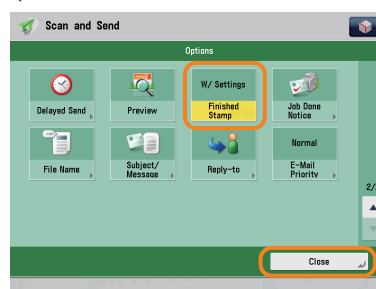 Scan and Send
Options
W/ Settings
Delayed Send
Preview
Finished
Stamp
Job Done
Notice
Normal
File Name
Subject/
Message
Reply-to
E-Mail
Priority
2/
Close